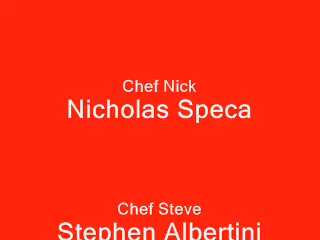 Chef Nick
Nicholas Speca
Chef Steve
Stephen Albertini